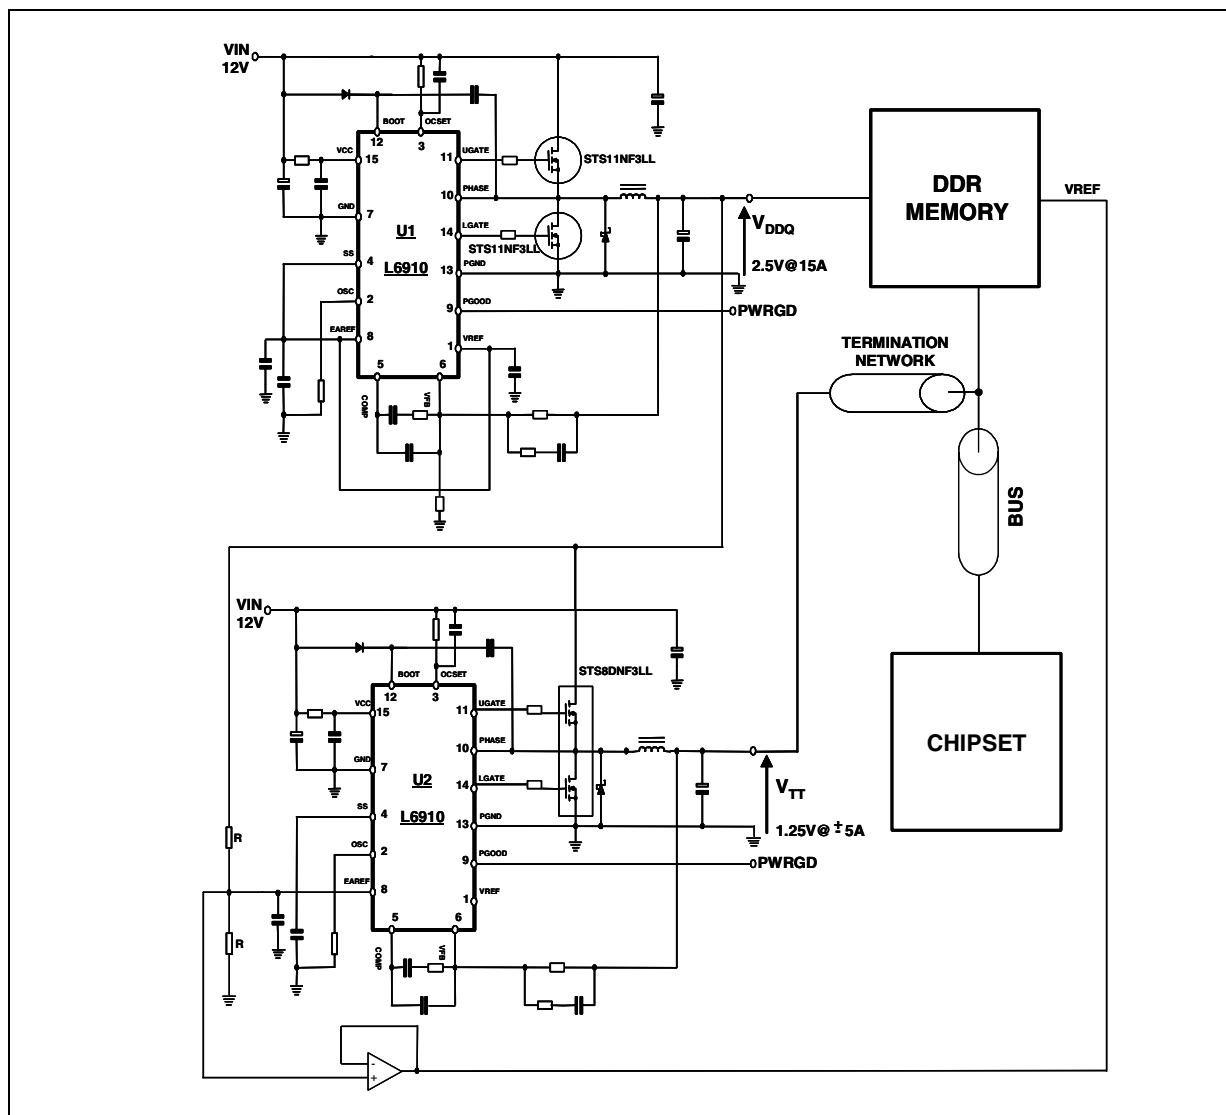 VIN
12V
BOOT
OCSET
12
3
VCC
15
11
UGATE
STS11NF3LL
GND
7
10
PHASE
U1
14
LGATE
STS11NF3LL
SS
4
L6910
13
PGND
OSC
2
9
PGOOD
PWRGD
EAREF
8
1
VREF
5
6
COMP
VFB
VDDQ
2.5V@15A
DDR
MEMORY
VREF
TERMINATION
NETWORK
BUS
CHIPSET
VIN
12V
BOOT
OCSET
12
3
STS8DNF3LL
VCC
15
11
UGATE
GND
7
10
PHASE
U2
14
LGATE
SS
4
L6910
13
PGND
OSC
2
9
PGOOD
PWRGD
EAREF
8
1
VREF
5
6
COMP
VFB
VTT
1.25V@±5A
R
R
-
+